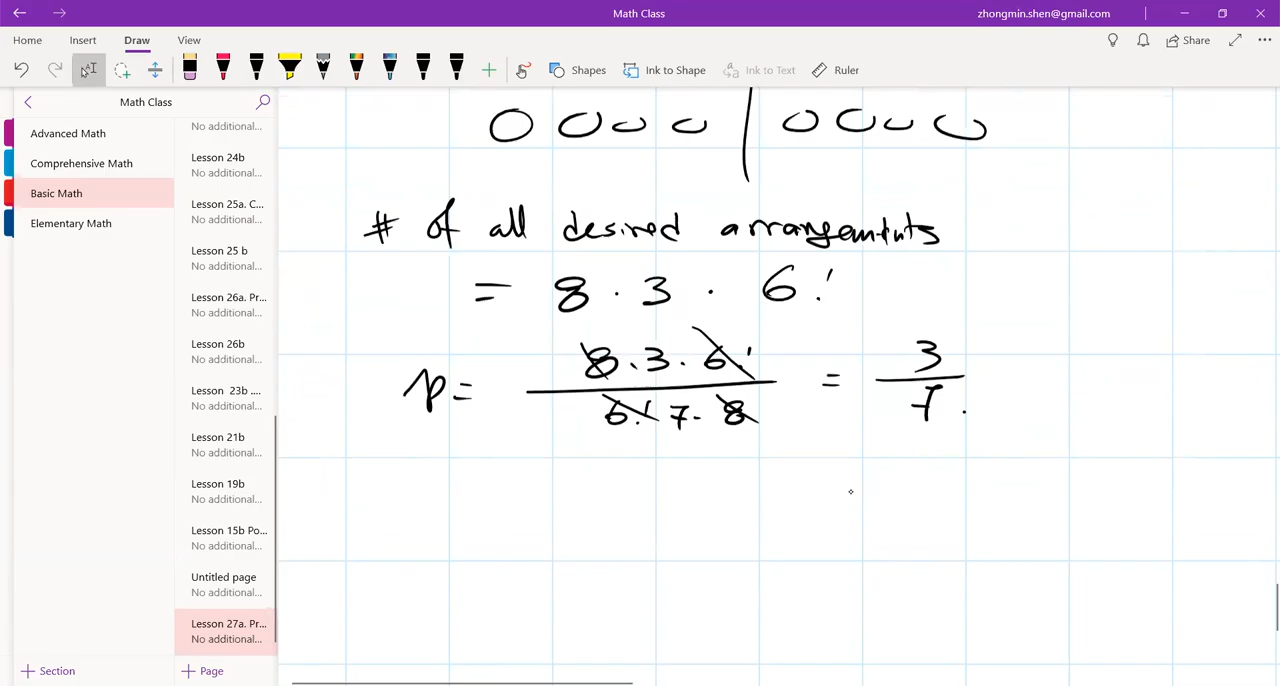 Math Class
zhongmin.shen@gmail.com
Home Insert Draw View
Share
Shapes
Ink to Shape
Ink to Text
Ruler
Math Class
Advanced Math
Comprehensive Math
Basic Math
Elementary Math
No additional...
Lesson 24b
No additional...
Lesson 25a. C...
No additional...
Lesson 25 b
No additional...
Lesson 26a. Pr...
No additional...
Lesson 26b
No additional...
Lesson 23b ....
No additional...
Lesson 21b
No additional...
Lesson 19b
No additional...
Lesson 15b Po...
No additional...
Untitled page
No additional...
Lesson 27a. Pr...
No additional...
Section
Page
# of all desired arrangements
= 8 · 3 · 6!
p = 8 · 3 · 6! / 6! 7 · 8 = 3 / 7.